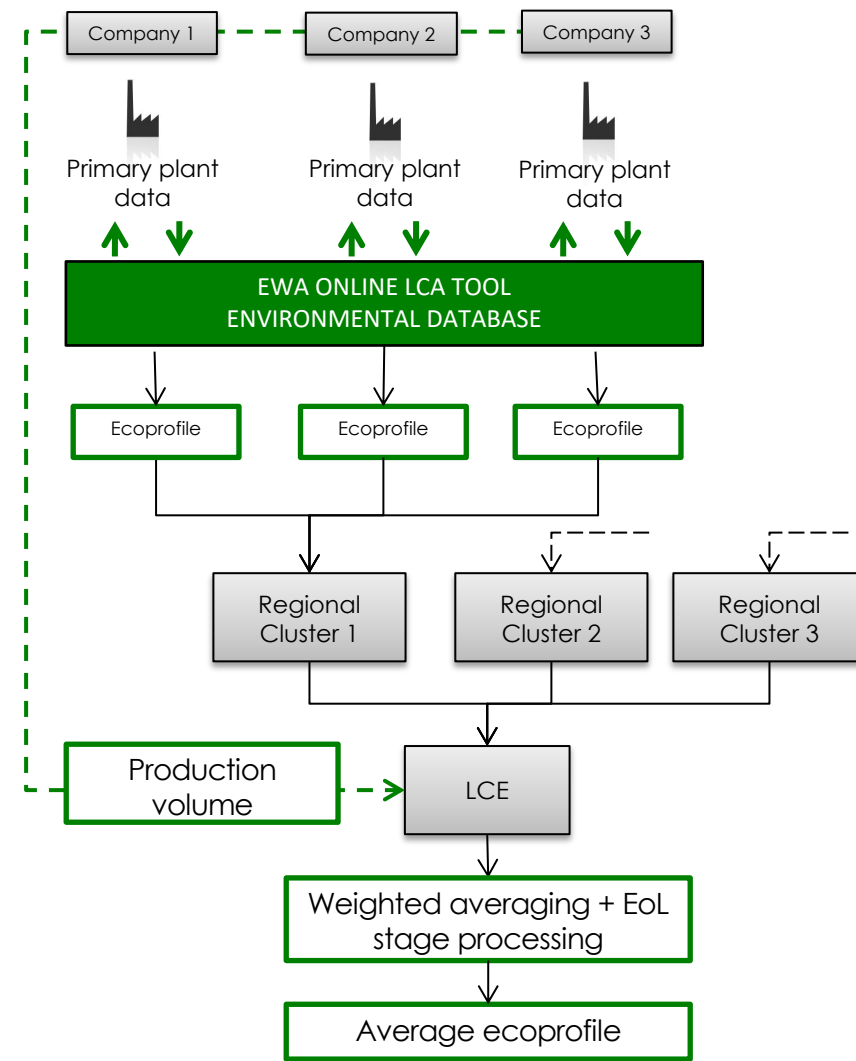 Company 1
Company 2
Company 3
Primary plant
data
Primary plant
data
Primary plant
data
EWA ONLINE LCA TOOL
ENVIRONMENTAL DATABASE
Ecoprofile
Ecoprofile
Ecoprofile
Regional
Cluster 1
Regional
Cluster 2
Regional
Cluster 3
Production
volume
LCE
Weighted averaging + EoL
stage processing
Average ecoprofile